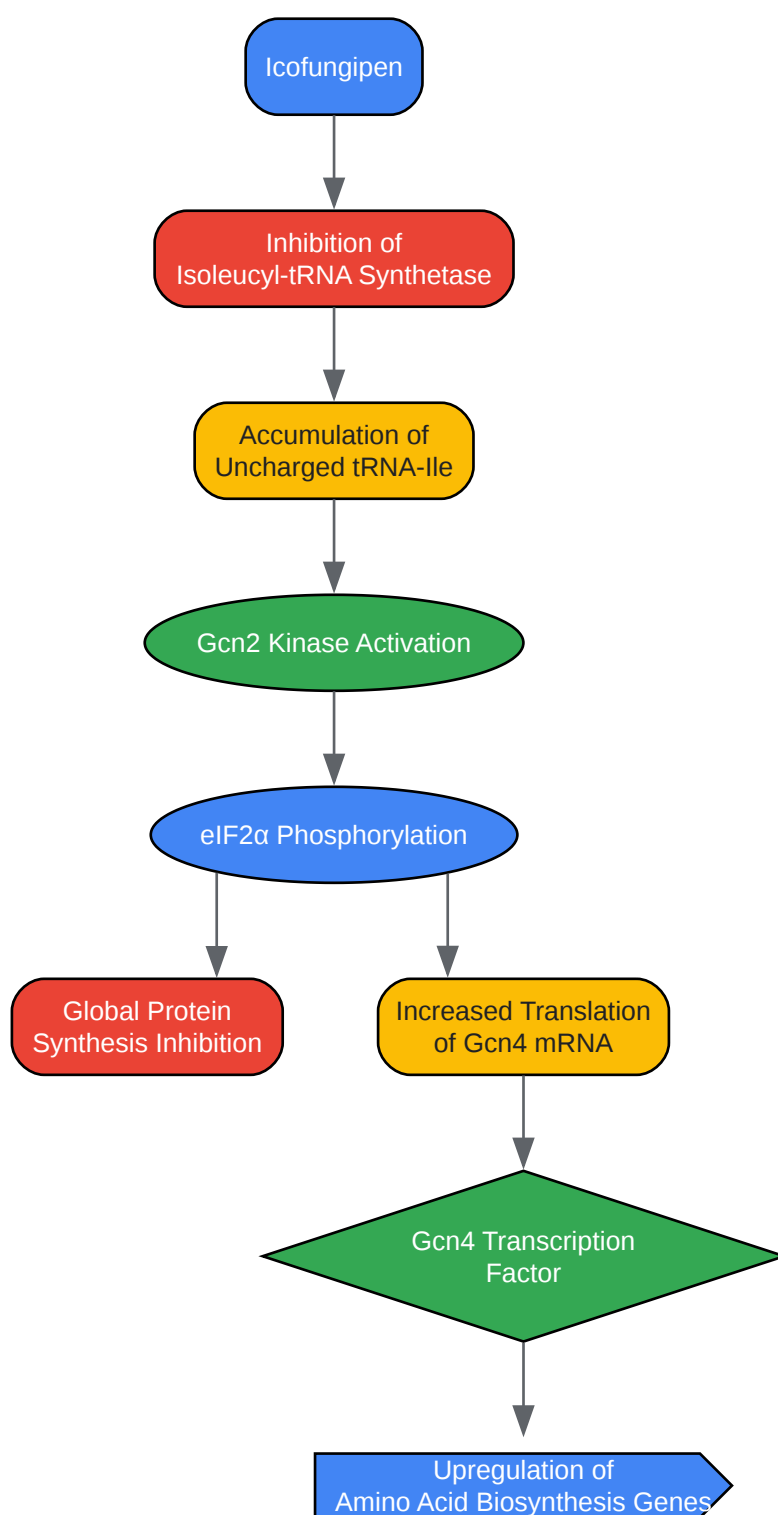 Icofungipen
Inhibition of
Isoleucyl-tRNA Synthetase
Accumulation of
Uncharged tRNA-Ile
Gcn2 Kinase Activation
eIF2α Phosphorylation
Global Protein
Synthesis Inhibition
Increased Translation
of Gcn4 mRNA
Gcn4 Transcription
Factor
Upregulation of
Amino Acid Biosynthesis Genes